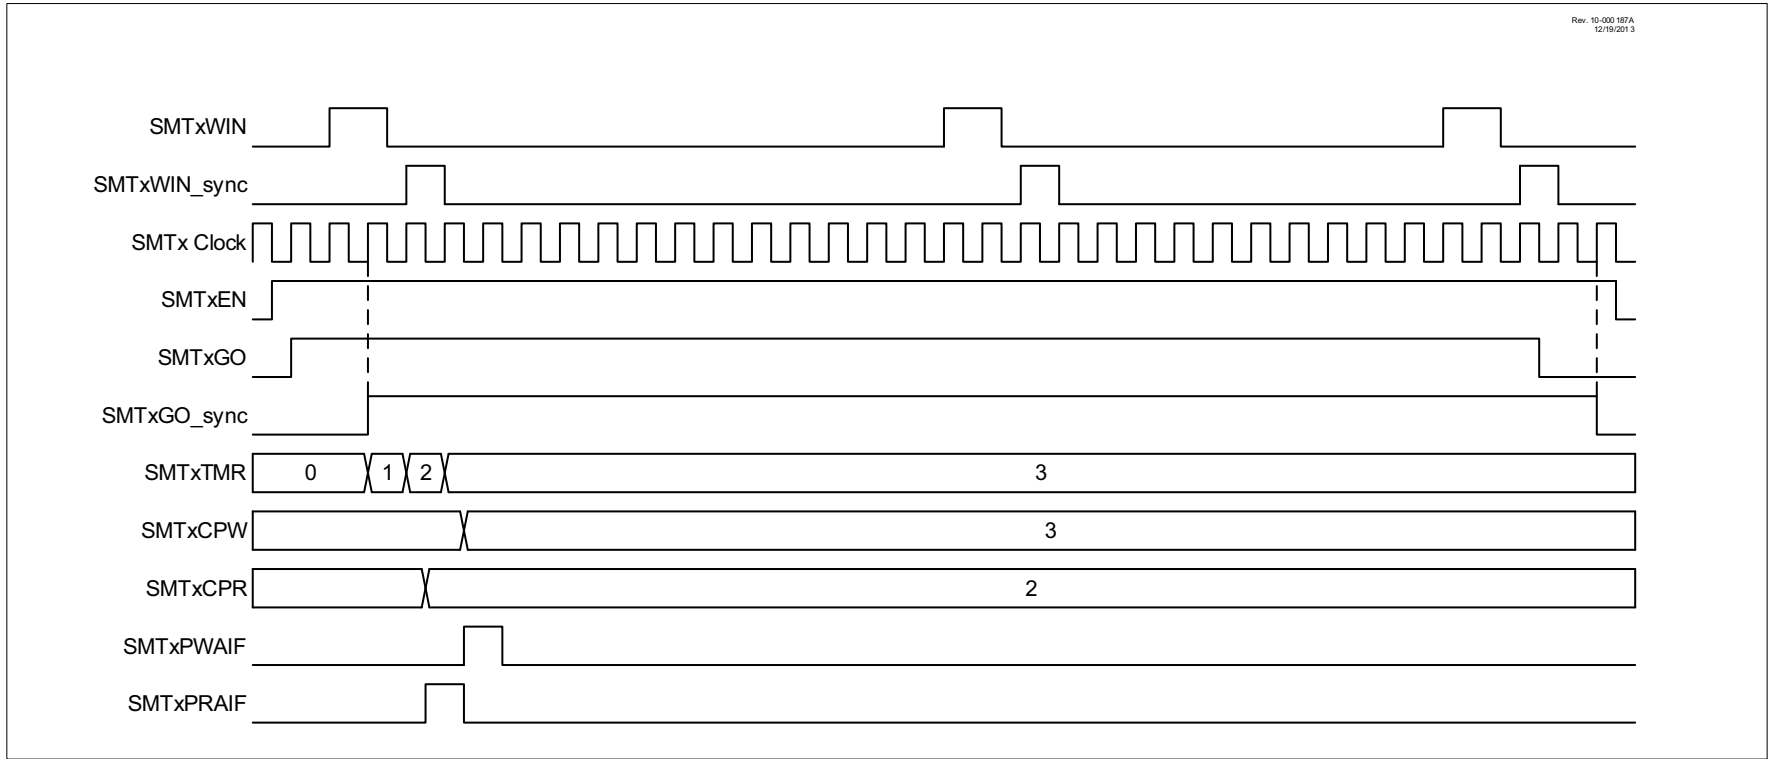 Rev. 10-000 187A
12/19/201 3
SMTxWIN
SMTxWIN_sync
SMTx Clock
SMTxEN
SMTxGO
SMTxGO_sync
SMTxTMR 0 1 2 3
SMTxCPW 3
SMTxCPR 2
SMTxPWAIF
SMTxPRAIF